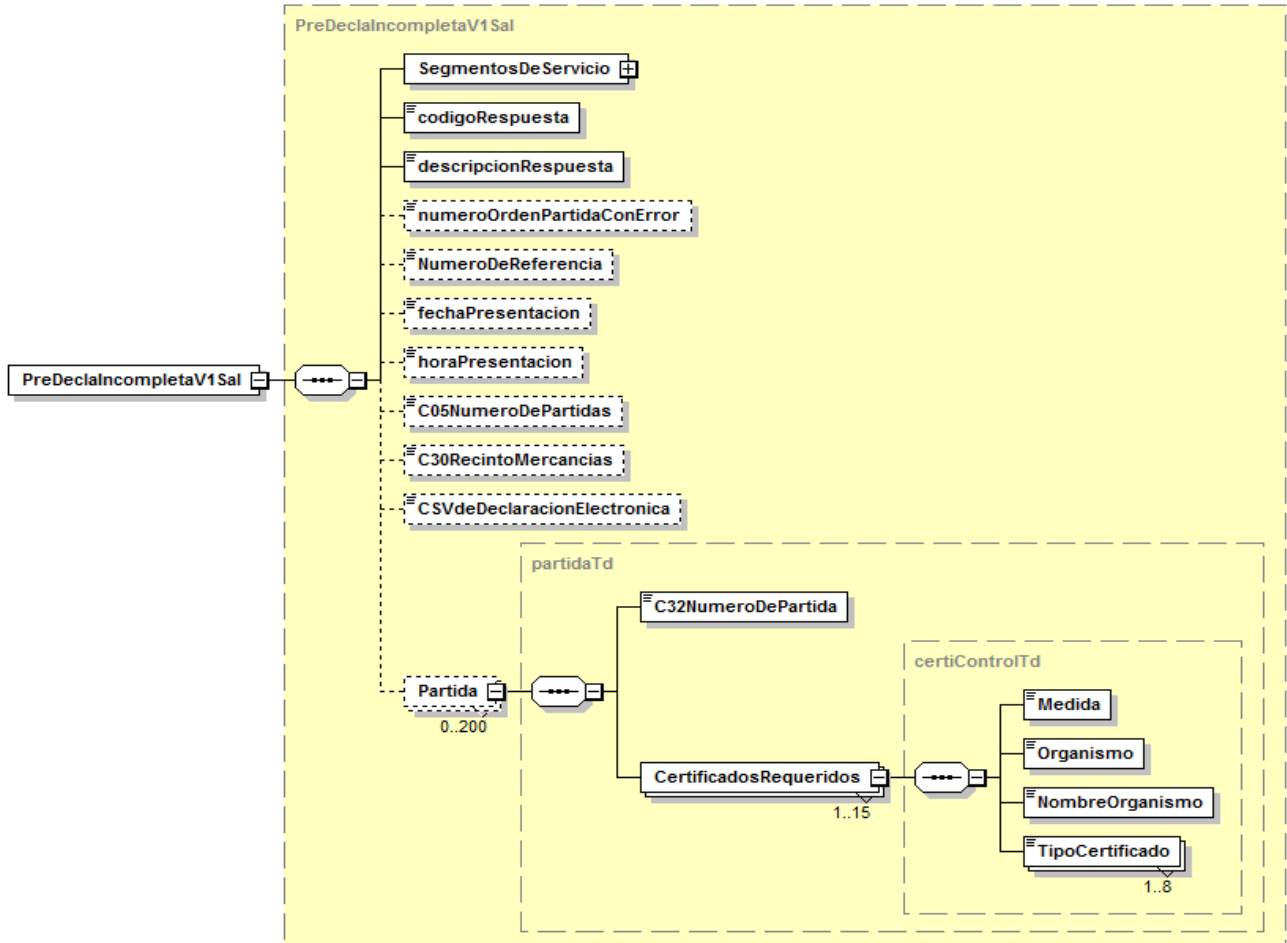 PreDeclaIncompletaV1Sal
SegmentosDeServicio
codigoRespuesta
descripcionRespuesta
numeroOrdenPartidaConError
NumeroDeReferencia
fechaPresentacion
horaPresentacion
PreDeclaIncompletaV1Sal
C05NumeroDePartidas
C30RecintoMercancias
CSVdeDeclaracionElectronica
partidaTd
C32NumeroDePartida
certiControlTd
Partida
0..200
Medida
Organismo
CertificadosRequeridos
1..15
NombreOrganismo
TipoCertificado
1..8